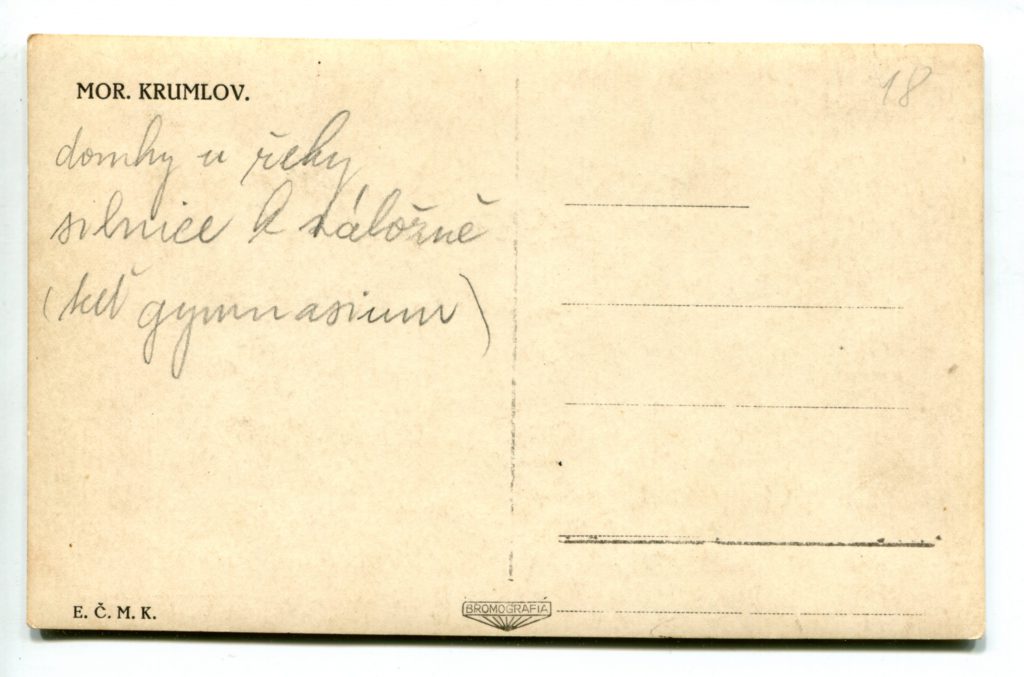 MOR. KRUMLOV.
18
domky u řeky
silnice k záložně
(teď gymnasium)
E. Č. M. K.
BROMOGRAFIA